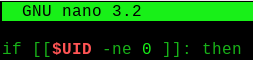 GNU nano 3.2
if [[$UID -ne 0 ]]: then